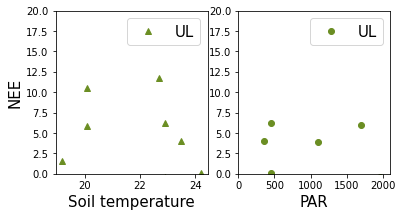 20.0 UL 20.0 UL
17.5 17.5
15.0 15.0
12.5 12.5
NEE 10.0 10.0
7.5 7.5
5.0 5.0
2.5 2.5
0.0 0.0
20 22 24 0 500 1000 1500 2000
Soil temperature PAR